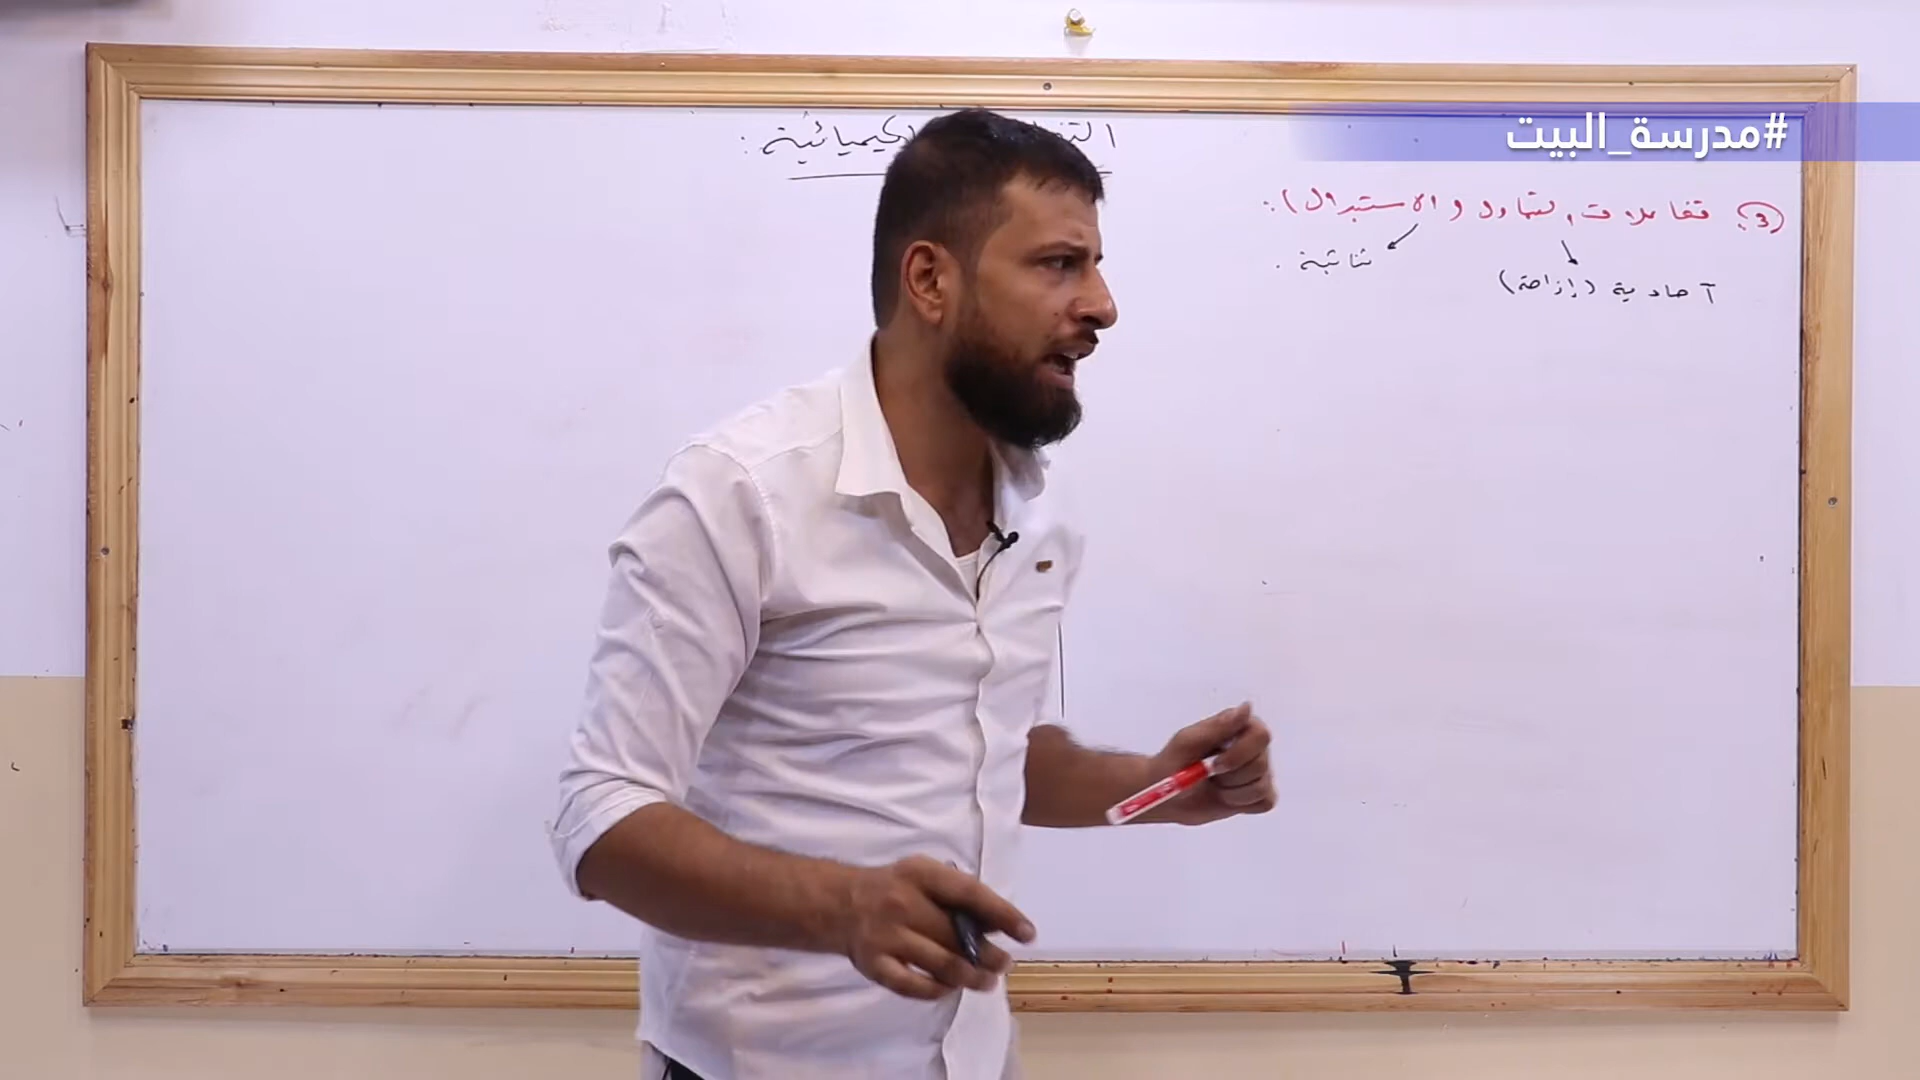 #مدرسة_البيت
الكيميائية:
(3) تفاعلات التبادل والاستبدال):
ثنائية.
آحادية (إزاحة)